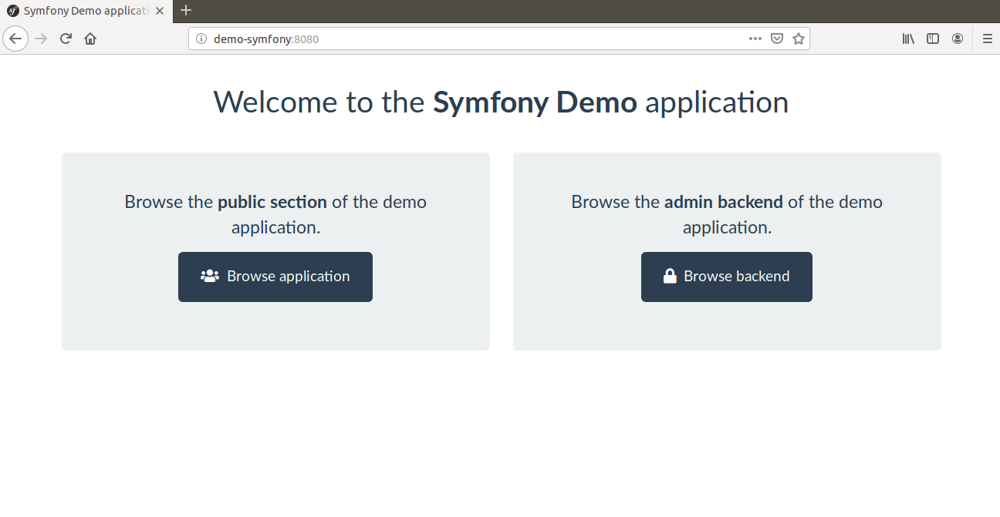 Symfony Demo applicati
demo-symfony:8080
Welcome to the Symfony Demo application
Browse the public section of the demo
application.
Browse application
Browse the admin backend of the demo
application.
Browse backend